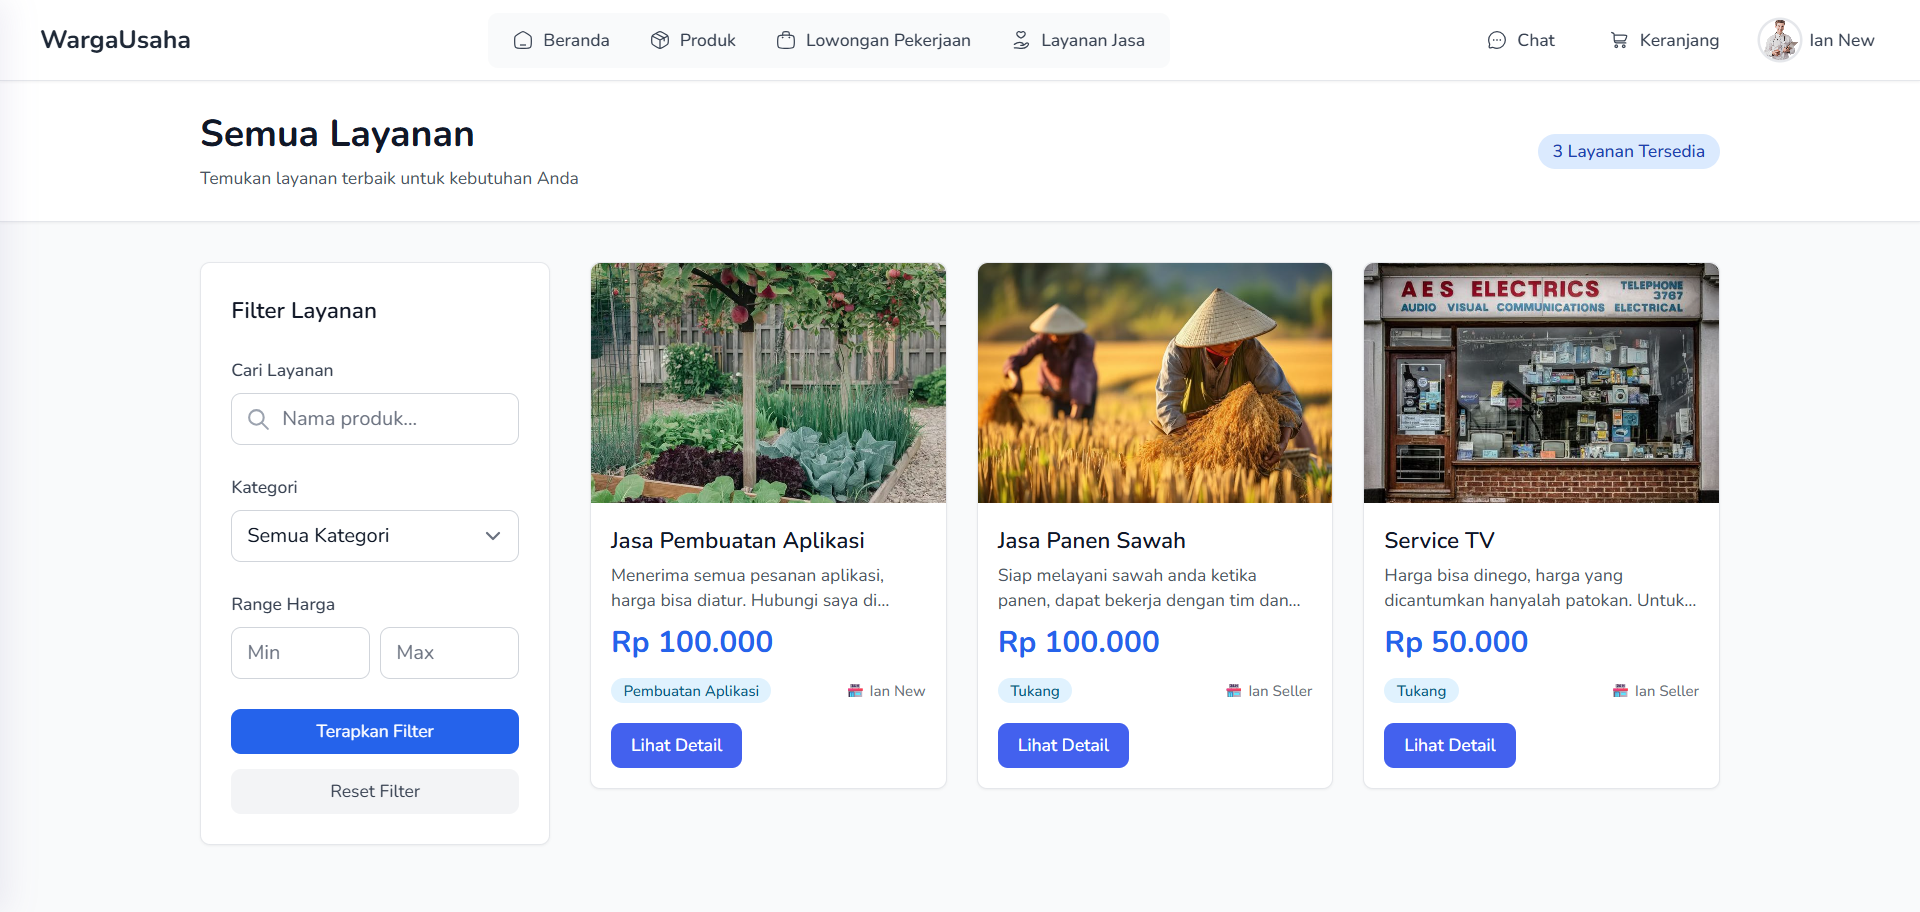 WargaUsaha
Beranda
Produk
Lowongan Pekerjaan
Layanan Jasa
Chat
Keranjang
Ian New
Semua Layanan
Temukan layanan terbaik untuk kebutuhan Anda
3 Layanan Tersedia
Filter Layanan
Cari Layanan
Nama produk...
Kategori
Semua Kategori
Range Harga
Min
Max
Terapkan Filter
Reset Filter
Jasa Pembuatan Aplikasi
Menerima semua pesanan aplikasi,
harga bisa diatur. Hubungi saya di...
Rp 100.000
Pembuatan Aplikasi
Ian New
Lihat Detail
Jasa Panen Sawah
Siap melayani sawah anda ketika
panen, dapat bekerja dengan tim dan...
Rp 100.000
Tukang
Ian Seller
Lihat Detail
AES ELECTRICS
TELEPHONE
3767
AUDIO VISUAL COMMUNICATIONS ELECTRICAL
Service TV
Harga bisa dinego, harga yang
dicantumkan hanyalah patokan. Untuk...
Rp 50.000
Tukang
Ian Seller
Lihat Detail